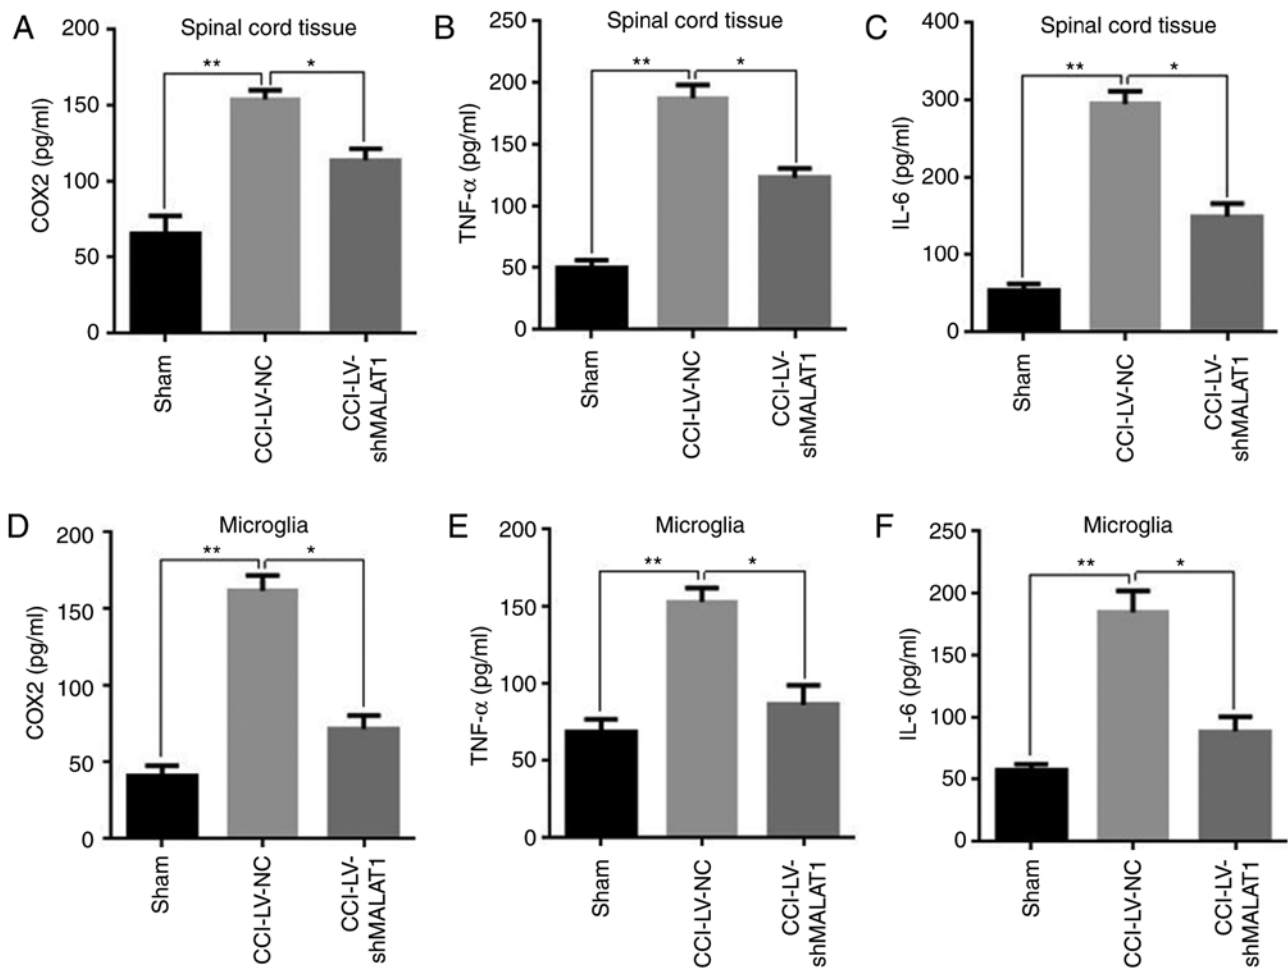 A
Spinal cord tissue
COX2 (pg/ml)
200
150
100
50
0
**
*
Sham
CCI-LV-NC
CCI-LV-
shMALAT1
B
Spinal cord tissue
TNF-α (pg/ml)
250
200
150
100
50
0
**
*
Sham
CCI-LV-NC
CCI-LV-
shMALAT1
C
Spinal cord tissue
IL-6 (pg/ml)
400
300
200
100
0
**
*
Sham
CCI-LV-NC
CCI-LV-
shMALAT1
D
Microglia
COX2 (pg/ml)
200
150
100
50
0
**
*
Sham
CCI-LV-NC
CCI-LV-
shMALAT1
E
Microglia
TNF-α (pg/ml)
200
150
100
50
0
**
*
Sham
CCI-LV-NC
CCI-LV-
shMALAT1
F
Microglia
IL-6 (pg/ml)
250
200
150
100
50
0
**
*
Sham
CCI-LV-NC
CCI-LV-
shMALAT1